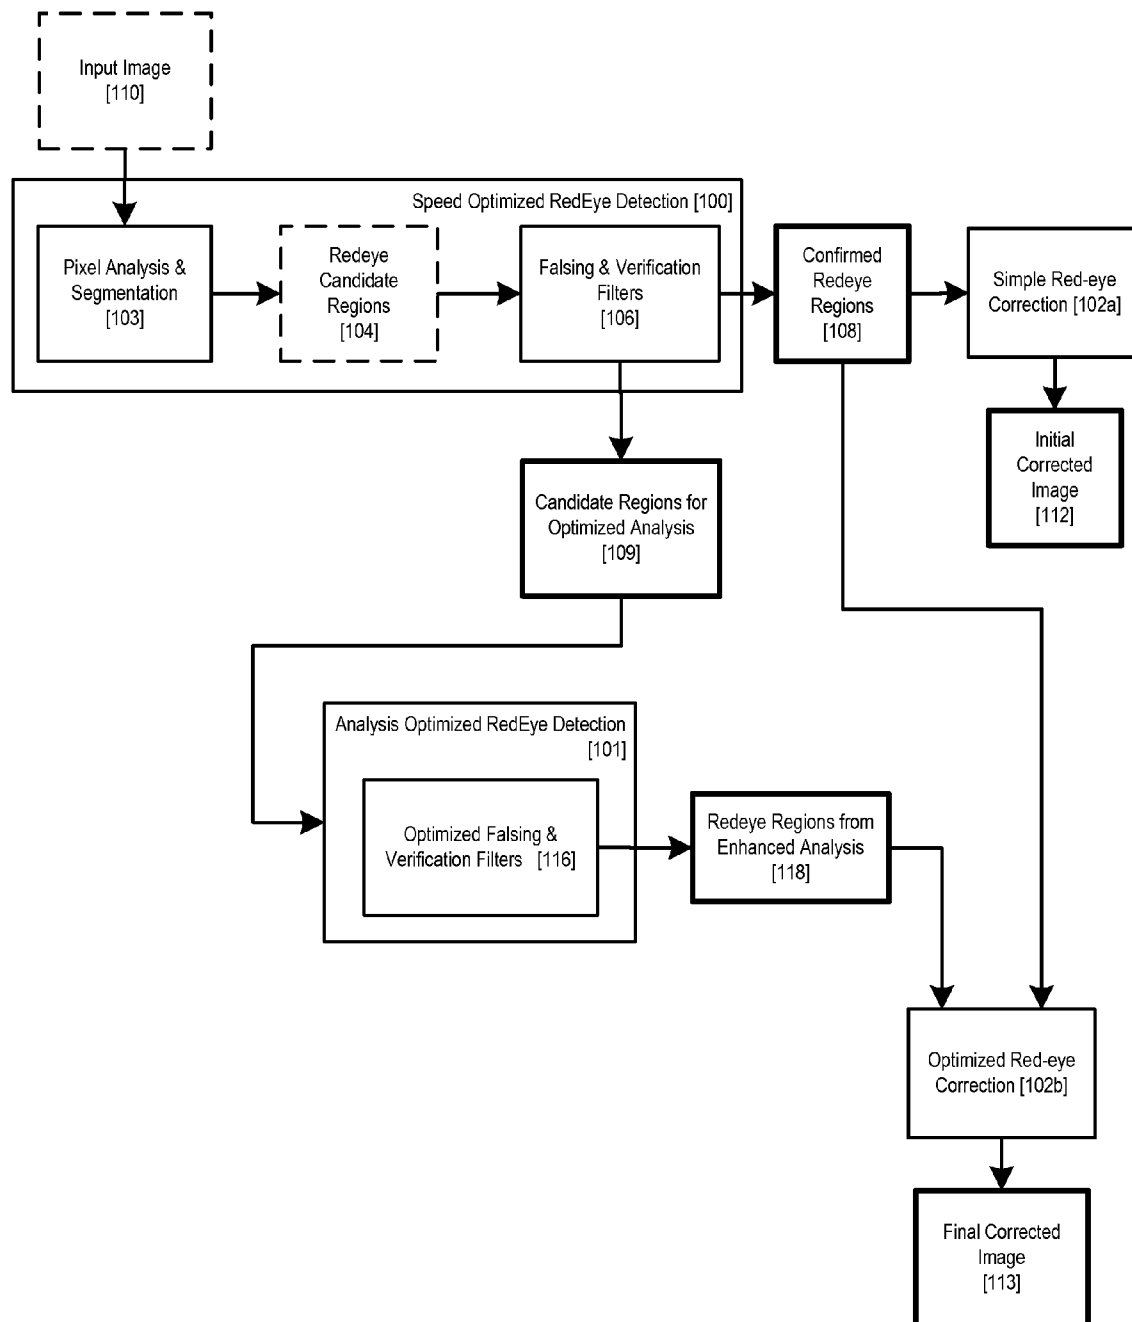 Input Image
[110]
Speed Optimized RedEye Detection [100]
Pixel Analysis &
Segmentation
[103]
Redeye
Candidate
Regions
[104]
Falsing & Verification
Filters
[106]
Confirmed
Redeye
Regions
[108]
Simple Red-eye
Correction [102a]
Initial
Corrected
Image
[112]
Candidate Regions for
Optimized Analysis
[109]
Analysis Optimized RedEye Detection
[101]
Optimized Falsing &
Verification Filters [116]
Redeye Regions from
Enhanced Analysis
[118]
Optimized Red-eye
Correction [102b]
Final Corrected
Image
[113]